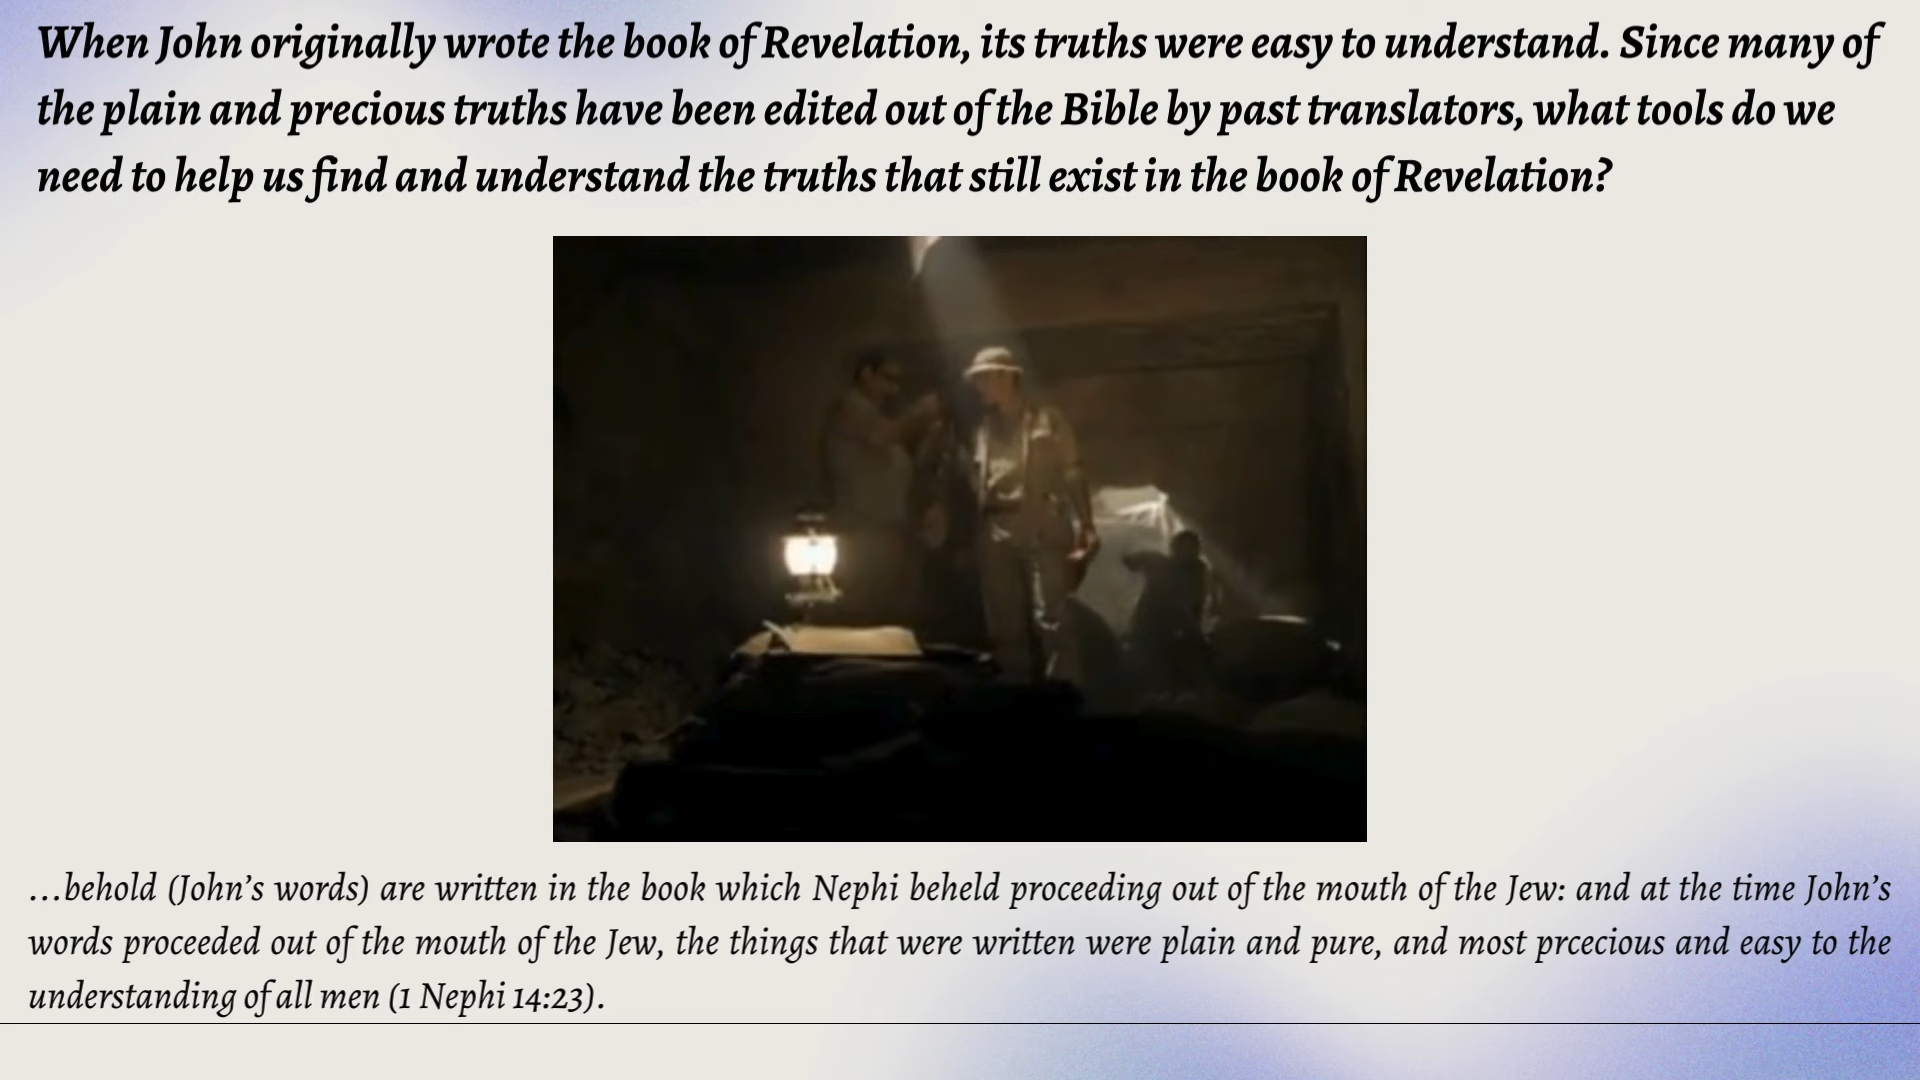 When John originally wrote the book of Revelation, its truths were easy to understand. Since many of
the plain and precious truths have been edited out of the Bible by past translators, what tools do we
need to help us find and understand the truths that still exist in the book of Revelation?
...behold (John's words) are written in the book which Nephi beheld proceeding out of the mouth of the Jew: and at the time John's
words proceeded out of the mouth of the Jew, the things that were written were plain and pure, and most prcecious and easy to the
understanding of all men (1 Nephi 14:23).